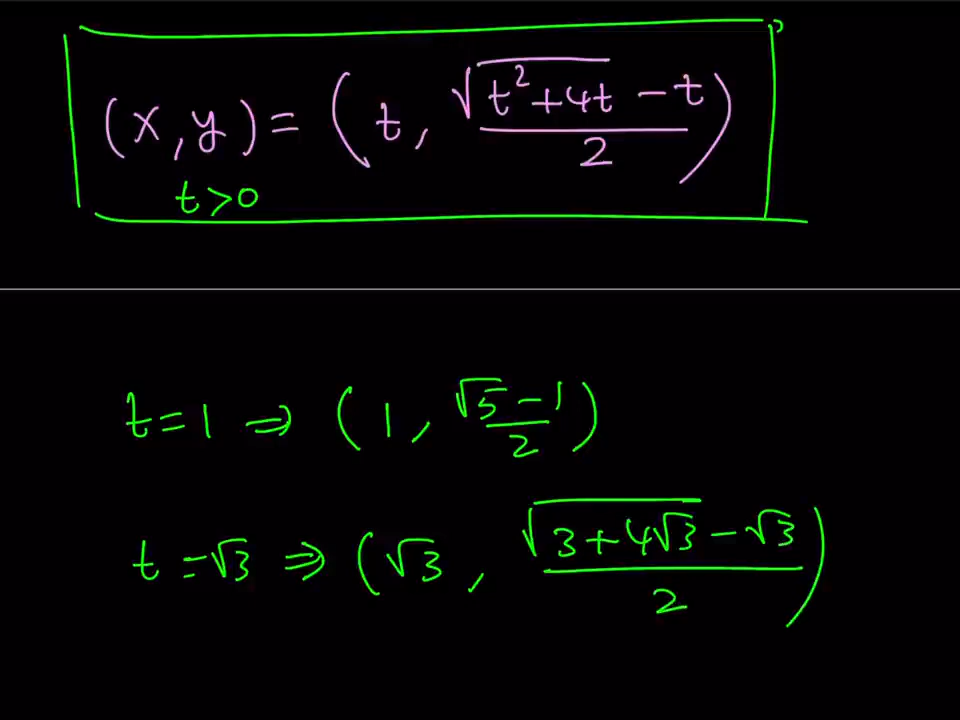 (x,y) = (t, (√(t²+4t) - t)/2)
t>0
t=1 ⇒ (1, (√5-1)/2)
t=√3 ⇒ (√3, (√(3+4√3) - √3)/2)